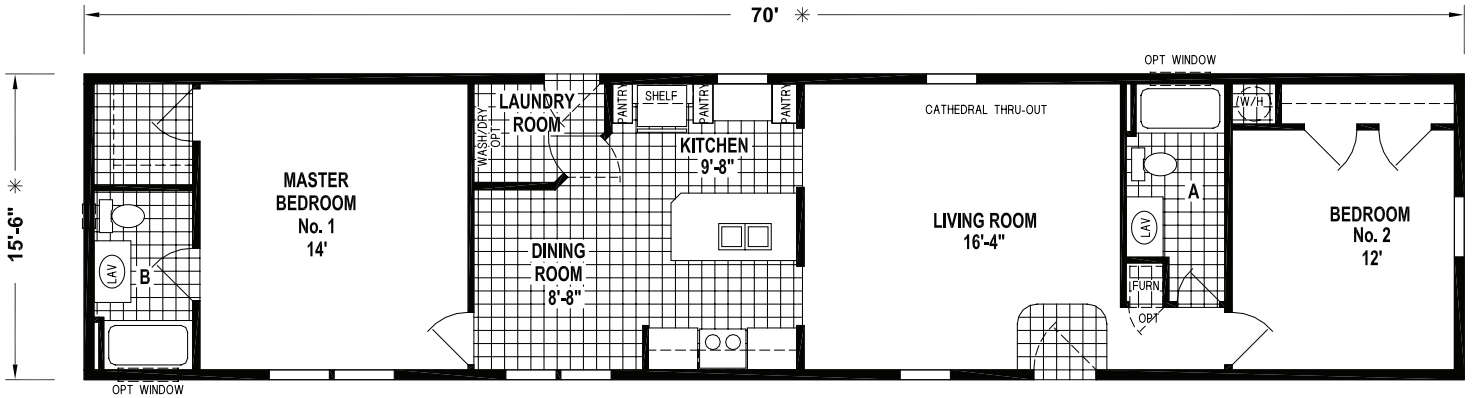 70' *
15'-6" *
OPT WINDOW
LAUNDRY
ROOM
WASH/DRY
OPT
PANTRY
SHELF
PANTRY
PANTRY
KITCHEN
9'-8"
CATHEDRAL THRU-OUT
W/H
MASTER
BEDROOM
No. 1
14'
LIVING ROOM
16'-4"
A
LAV
BEDROOM
No. 2
12'
DINING
ROOM
8'-8"
LAV
B
FURN
OPT
OPT WINDOW